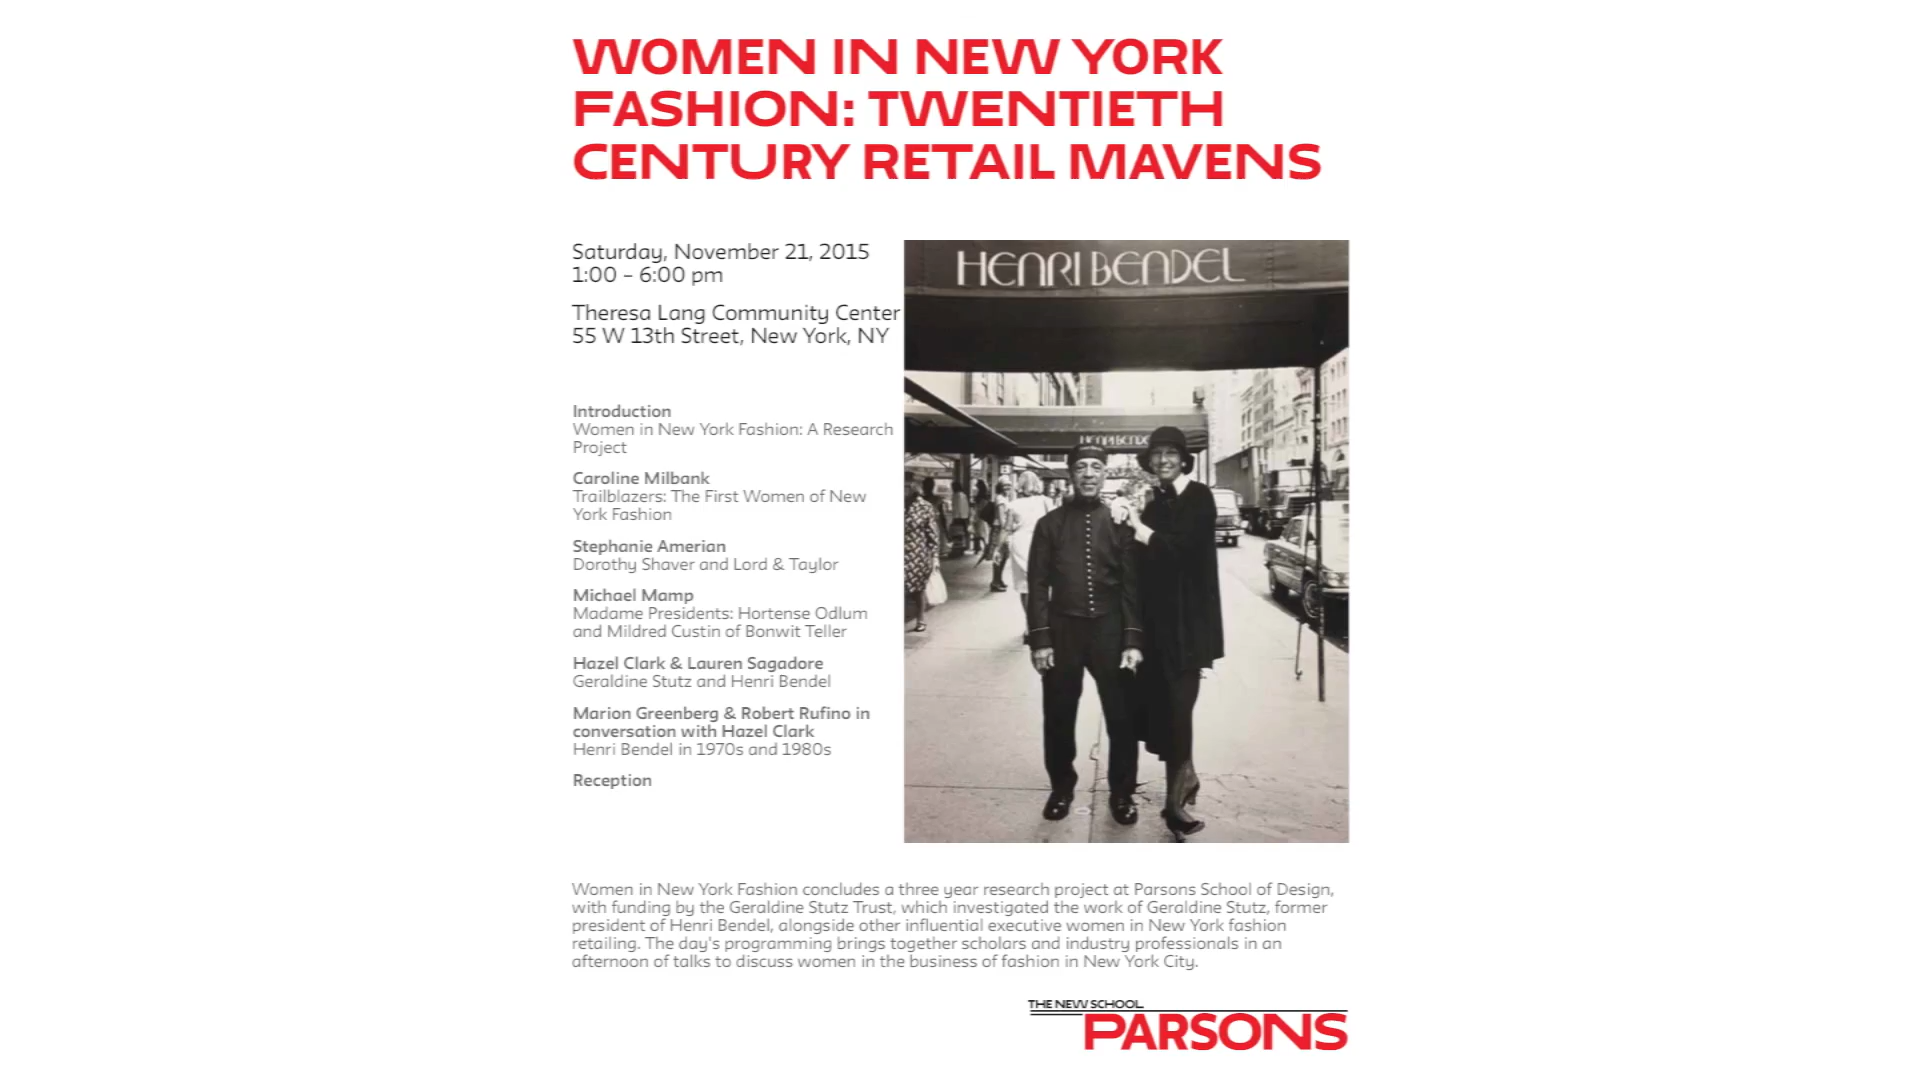 WOMEN IN NEW YORK
FASHION: TWENTIETH
CENTURY RETAIL MAVENS
Saturday, November 21, 2015
1:00 – 6:00 pm
Theresa Lang Community Center
55 W 13th Street, New York, NY
Introduction
Women in New York Fashion: A Research
Project
Caroline Milbank
Trailblazers: The First Women of New
York Fashion
Stephanie Amerian
Dorothy Shaver and Lord & Taylor
Michael Mamp
Madame Presidents: Hortense Odlum
and Mildred Custin of Bonwit Teller
Hazel Clark & Lauren Sagadore
Geraldine Stutz and Henri Bendel
Marion Greenberg & Robert Rufino in
conversation with Hazel Clark
Henri Bendel in 1970s and 1980s
Reception
HENRI BENDEL
HENRI BENDE
Women in New York Fashion concludes a three year research project at Parsons School of Design,
with funding by the Geraldine Stutz Trust, which investigated the work of Geraldine Stutz, former
president of Henri Bendel, alongside other influential executive women in New York fashion
retailing. The day's programming brings together scholars and industry professionals in an
afternoon of talks to discuss women in the business of fashion in New York City.
THE NEW SCHOOL
PARSONS